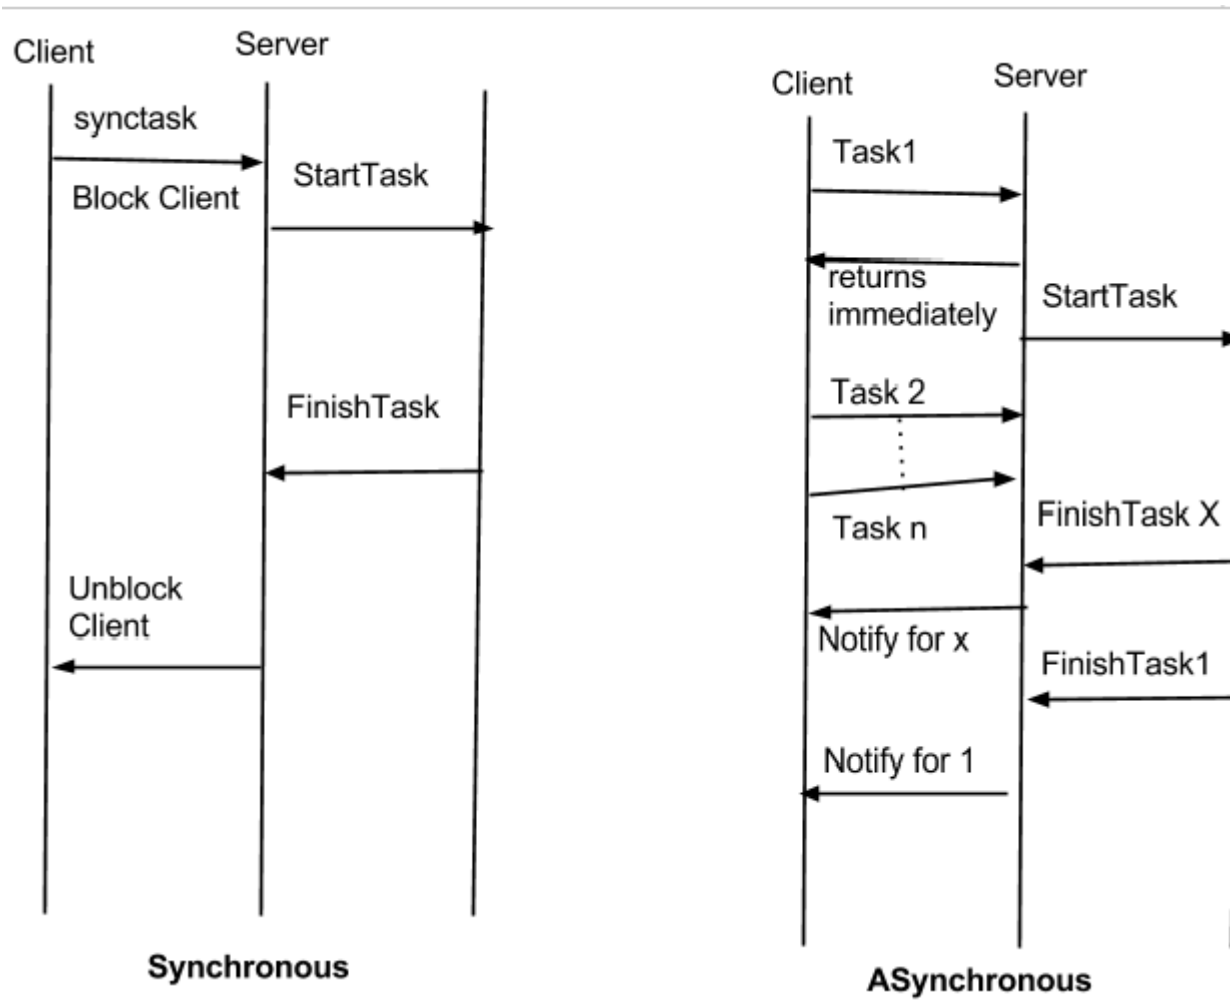 Client
Server
synctask
Block Client
StartTask
FinishTask
Unblock
Client
Synchronous
Client
Server
Task1
returns
immediately
StartTask
Task 2
Task n
FinishTask X
Notify for x
FinishTask1
Notify for 1
ASynchronous